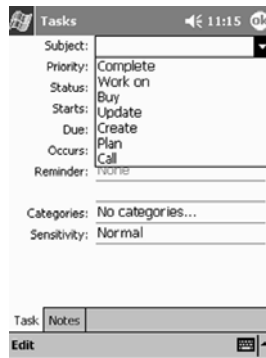 Tasks 11:15 ok
Subject:
Priority: Complete
Status: Work on
Buy
Starts: Update
Due: Create
Occurs: Plan
Call
Reminder: None
Categories: No categories...
Sensitivity: Normal
Task Notes
Edit